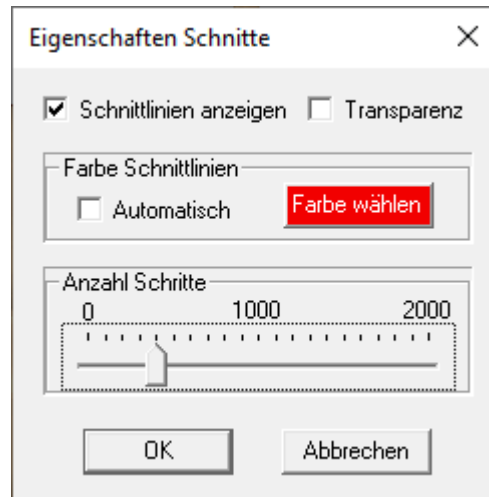 Eigenschaften Schnitte
Schnittlinien anzeigen Transparenz
Farbe Schnittlinien
Automatisch Farbe wählen
Anzahl Schritte
0 1000 2000
OK Abbrechen